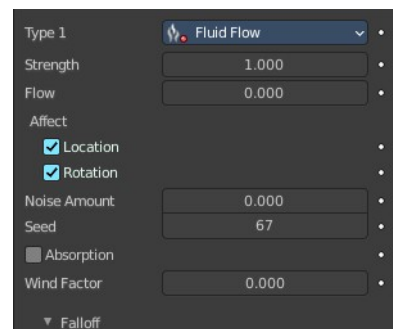 Type 1 Fluid Flow
Strength 1.000
Flow 0.000
Affect
Location
Rotation
Noise Amount 0.000
Seed 67
Absorption
Wind Factor 0.000
Falloff